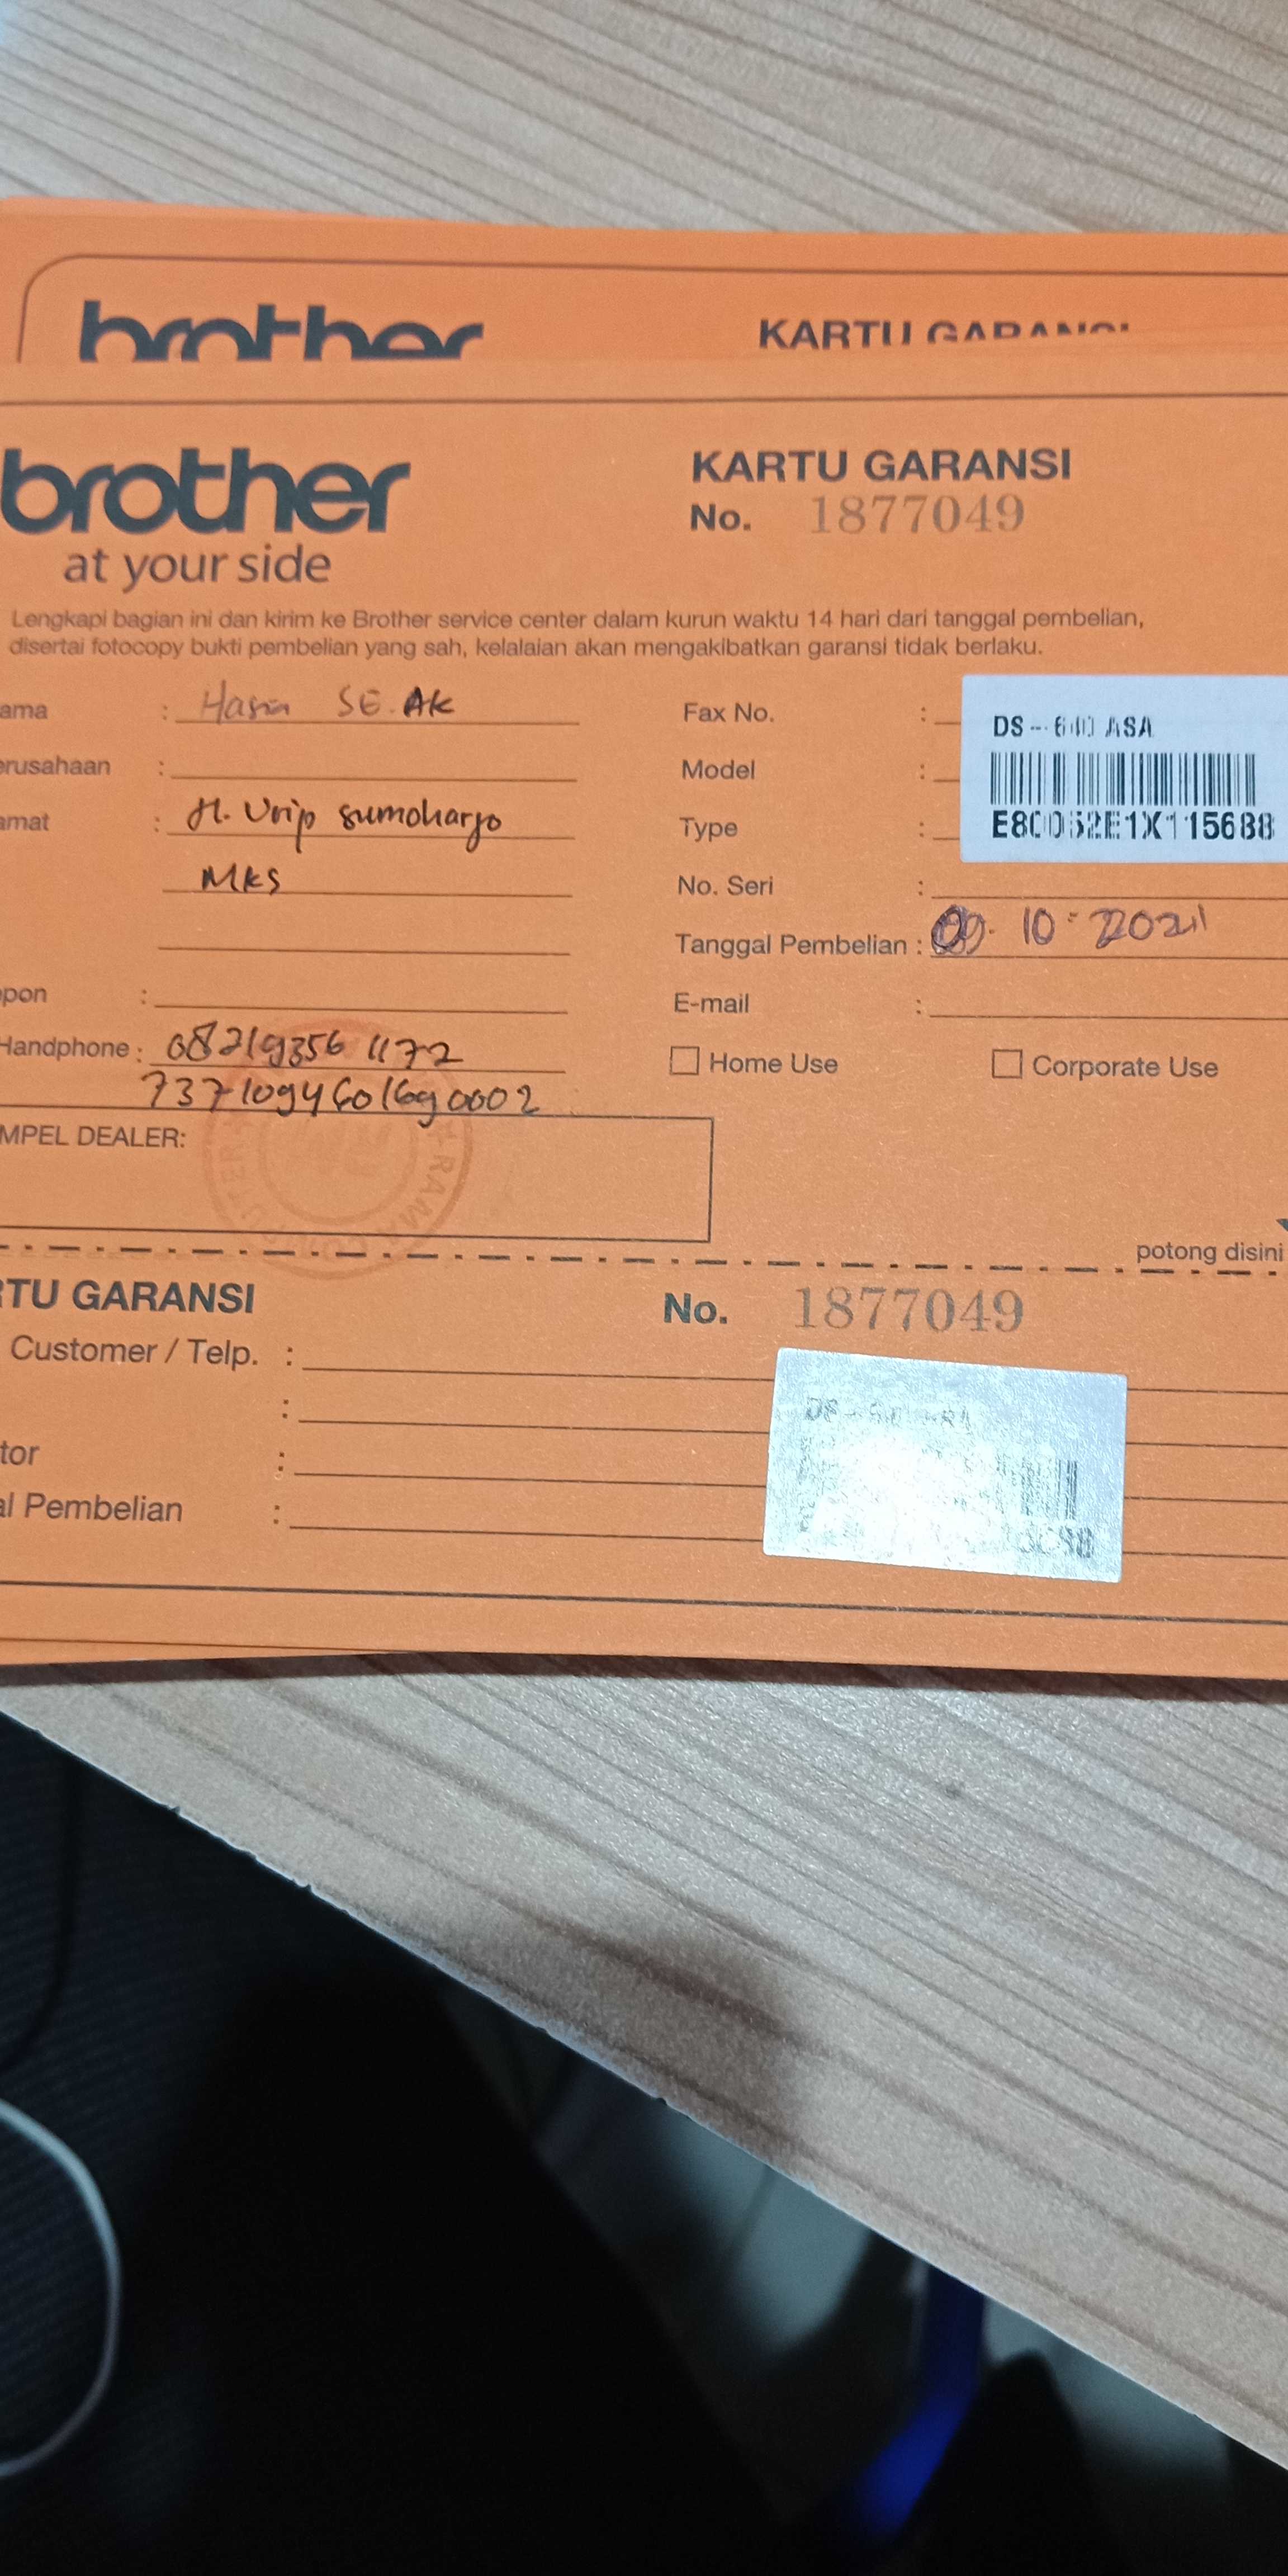 brother
KARTU GARANSI
brother
at your side
KARTU GARANSI
No. 1877049
Lengkapi bagian ini dan kirim ke Brother service center dalam kurun waktu 14 hari dari tanggal pembelian,
disertai fotocopy bukti pembelian yang sah, kelalaian akan mengakibatkan garansi tidak berlaku.
ama : SE. AK
erusahaan :
amat : Jl. Urip Sumoharjo
Mks
pon :
Handphone : 082193561172
7371094601690002
MPEL DEALER:
RAMA
Fax No. :
Model :
Type :
No. Seri :
Tanggal Pembelian : 09. 10 - 2021
E-mail :
Home Use
Corporate Use
DS-640 ASA
E80052E1X115688
potong disini
RTU GARANSI
No. 1877049
Customer / Telp. :
:
tor :
al Pembelian :